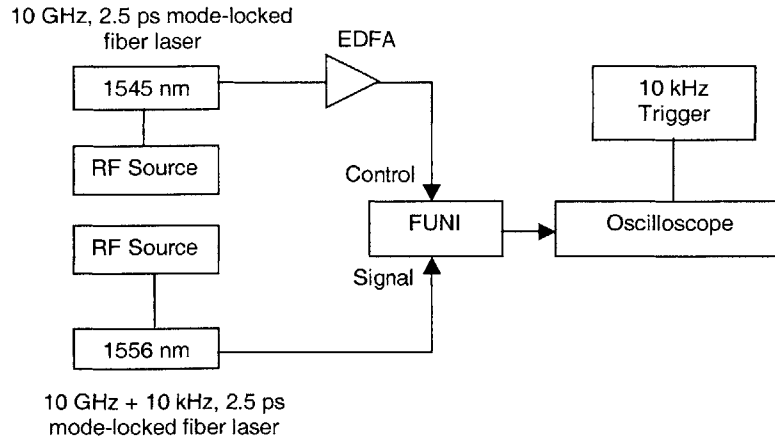 10 GHz, 2.5 ps mode-locked
fiber laser
1545 nm
RF Source
EDFA
Control
10 kHz
Trigger
FUNI
Oscilloscope
RF Source
Signal
1556 nm
10 GHz + 10 kHz, 2.5 ps
mode-locked fiber laser